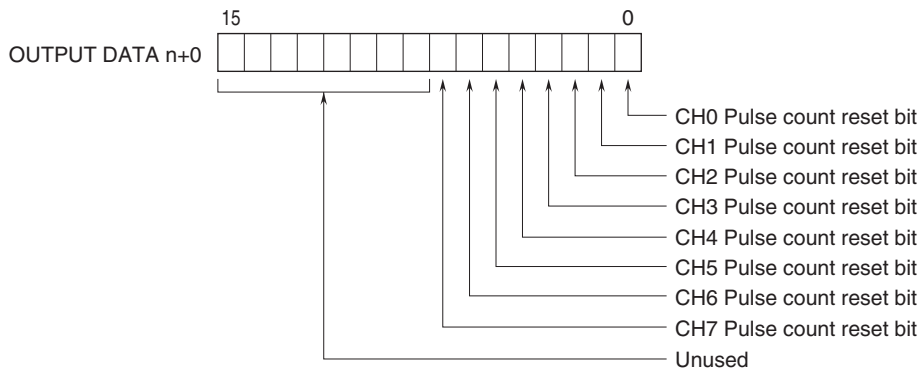 15 0
OUTPUT DATA n+0
CH0 Pulse count reset bit
CH1 Pulse count reset bit
CH2 Pulse count reset bit
CH3 Pulse count reset bit
CH4 Pulse count reset bit
CH5 Pulse count reset bit
CH6 Pulse count reset bit
CH7 Pulse count reset bit
Unused